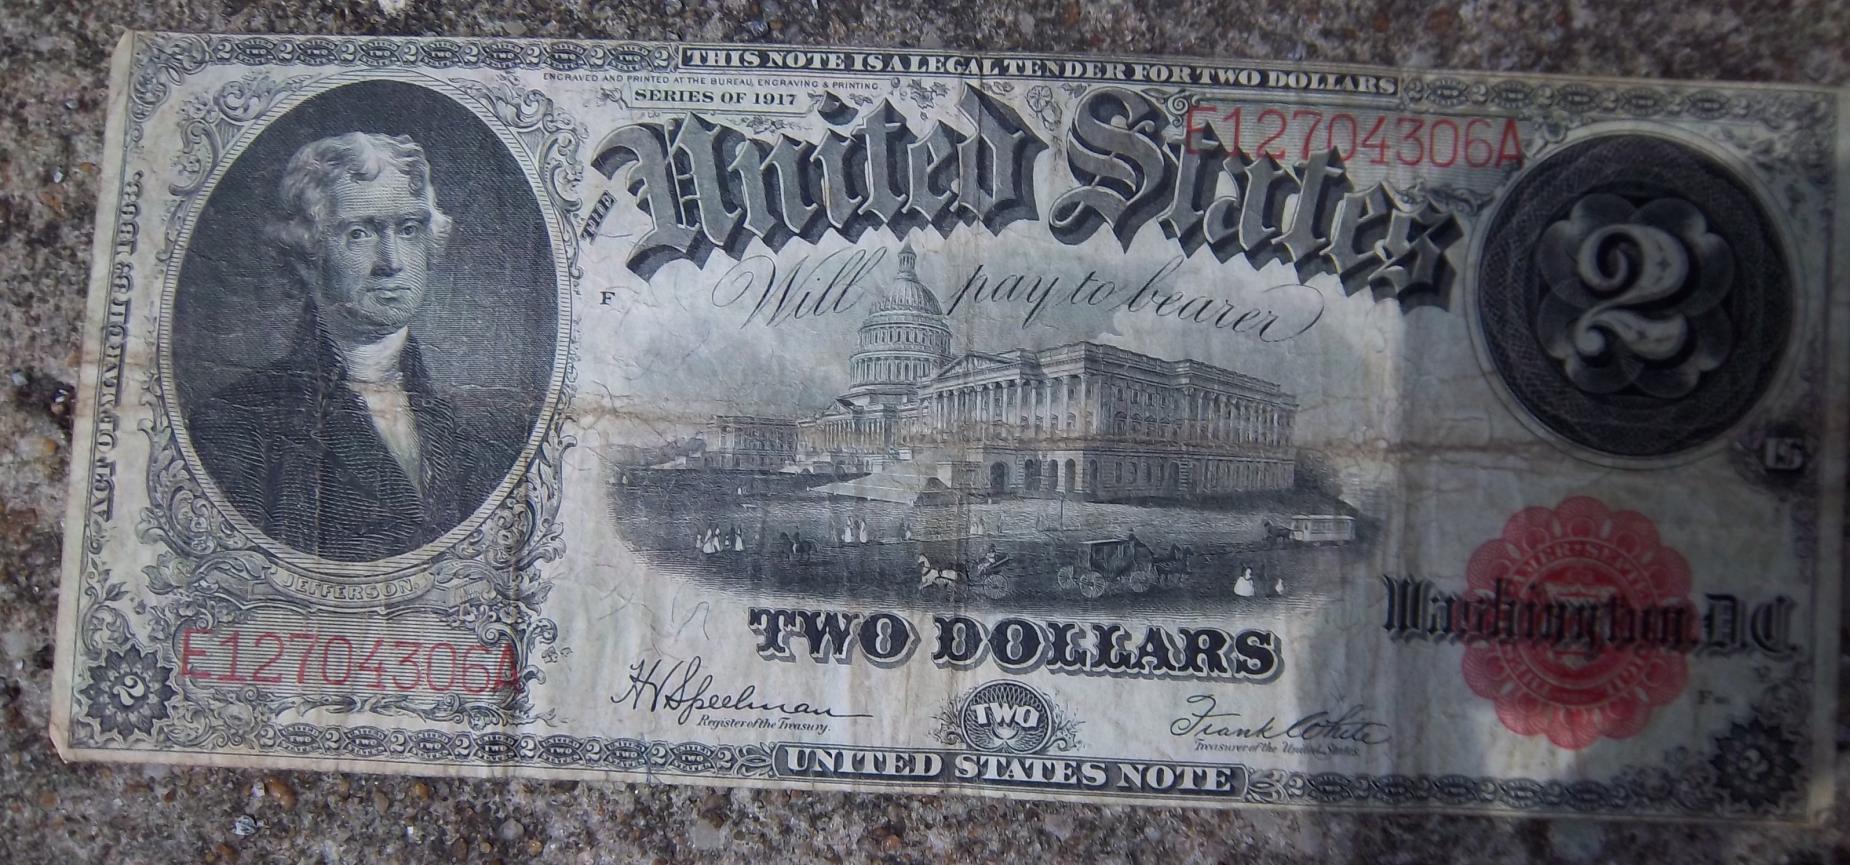 THIS NOTE IS A LEGAL TENDER FOR TWO DOLLARS
ENGRAVED AND PRINTED AT THE BUREAU, ENGRAVING & PRINTING.
SERIES OF 1917
E12704306A
THE United States
2
F
Will pay to bearer
ACT OF MARCH 3RD 1863.
JEFFERSON.
E12704306A
TWO DOLLARS
Washington, D.C.
H V Speelman
Register of the Treasury.
TWO
Frank White
Treasurer of the United States.
2
2
UNITED STATES NOTE